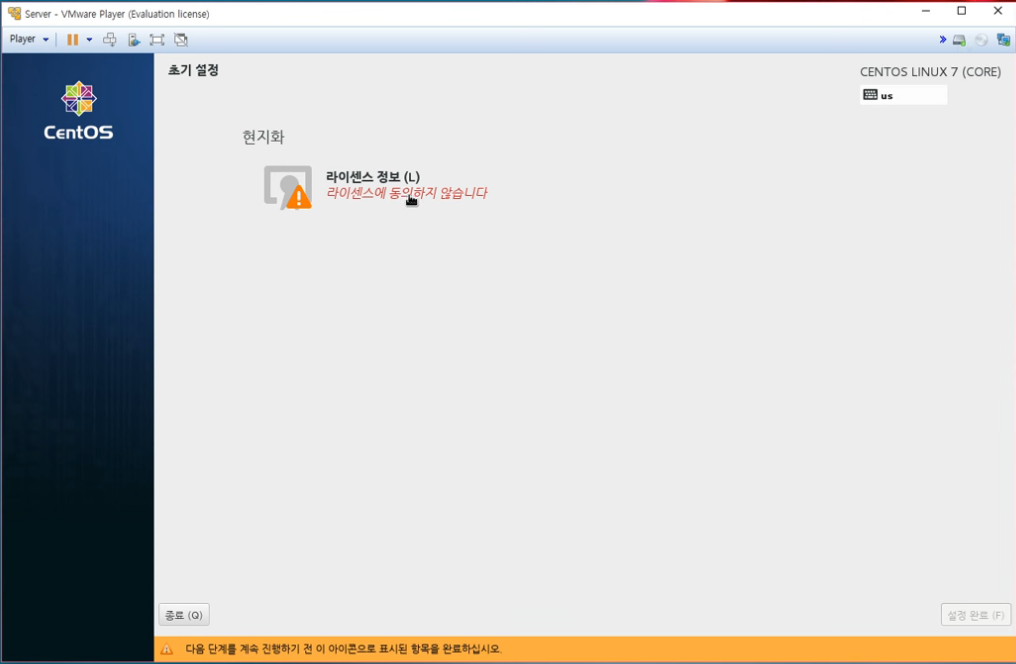 Server - VMware Player (Evaluation license)
Player
초기 설정
CENTOS LINUX 7 (CORE)
us
CentOS
현지화
라이센스 정보 (L)
라이센스에 동의하지 않습니다
종료 (Q)
설정 완료 (F)
다음 단계를 계속 진행하기 전 이 아이콘으로 표시된 항목을 완료하십시오.